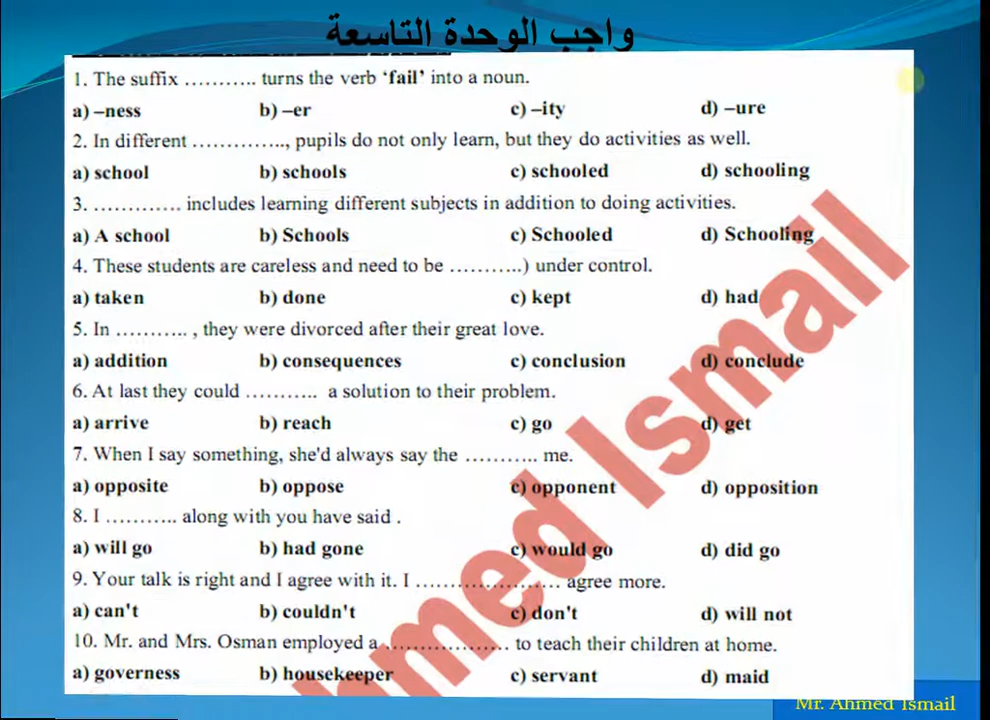 واجب الوحدة التاسعة
1. The suffix ……….. turns the verb ‘fail’ into a noun.
a) –ness b) –er c) –ity d) –ure
2. In different ………….., pupils do not only learn, but they do activities as well.
a) school b) schools c) schooled d) schooling
3. …………. includes learning different subjects in addition to doing activities.
a) A school b) Schools c) Schooled d) Schooling
4. These students are careless and need to be ………..) under control.
a) taken b) done c) kept d) had
5. In ……….. , they were divorced after their great love.
a) addition b) consequences c) conclusion d) conclude
6. At last they could ……….. a solution to their problem.
a) arrive b) reach c) go d) get
7. When I say something, she'd always say the ……….. me.
a) opposite b) oppose c) opponent d) opposition
8. I ……….. along with you have said .
a) will go b) had gone c) would go d) did go
9. Your talk is right and I agree with it. I …………………. agree more.
a) can't b) couldn't c) don't d) will not
10. Mr. and Mrs. Osman employed a ……………….. to teach their children at home.
a) governess b) housekeeper c) servant d) maid
hmed Ismail
Mr. Ahmed Ismail